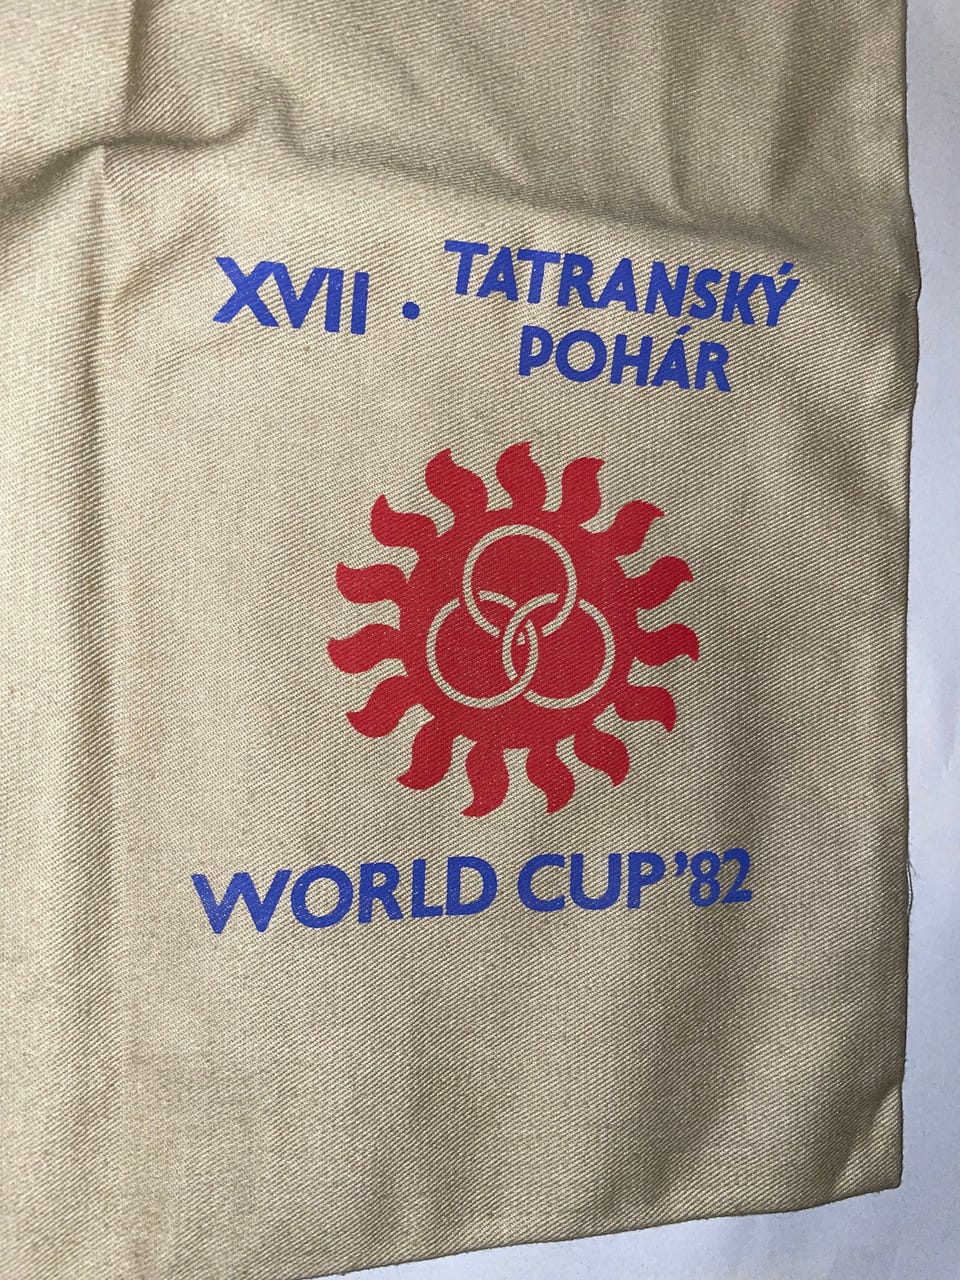 XVII. TATRANSKÝ
POHÁR
WORLD CUP '82